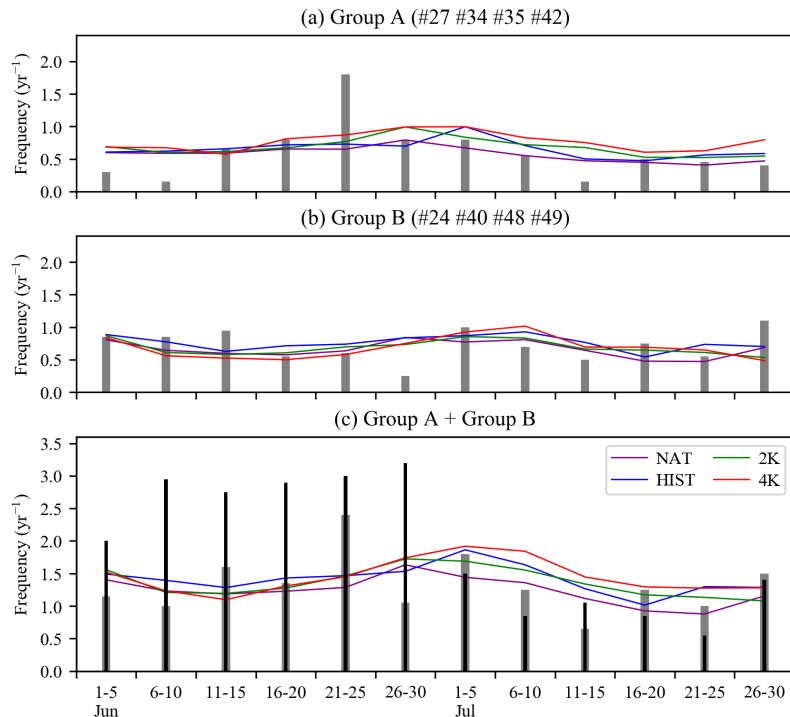 (a) Group A (#27 #34 #35 #42)
Frequency (yr⁻¹)
2.0
1.5
1.0
0.5
0.0
(b) Group B (#24 #40 #48 #49)
Frequency (yr⁻¹)
2.0
1.5
1.0
0.5
0.0
(c) Group A + Group B
Frequency (yr⁻¹)
3.5
3.0
2.5
2.0
1.5
1.0
0.5
0.0
NAT 2K
HIST 4K
1-5 6-10 11-15 16-20 21-25 26-30 1-5 6-10 11-15 16-20 21-25 26-30
Jun Jul